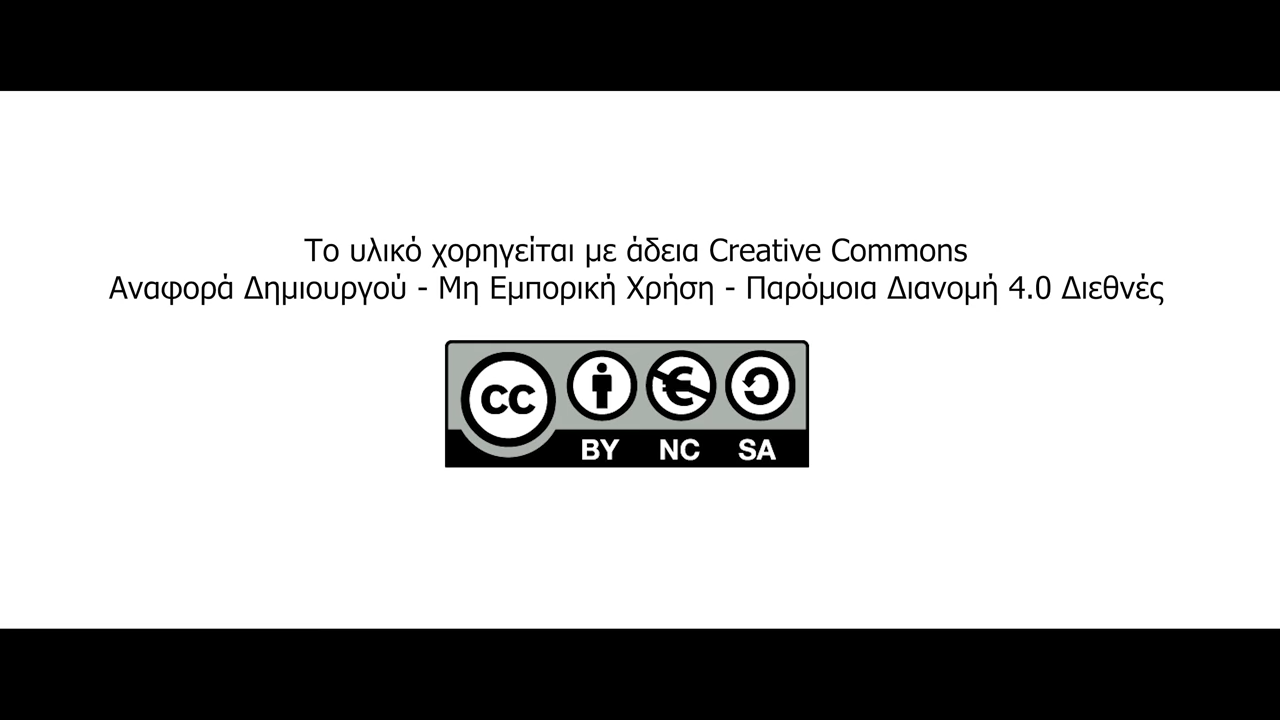 Το υλικό χορηγείται με άδεια Creative Commons
Αναφορά Δημιουργού - Μη Εμπορική Χρήση - Παρόμοια Διανομή 4.0 Διεθνές
cc
BY NC SA